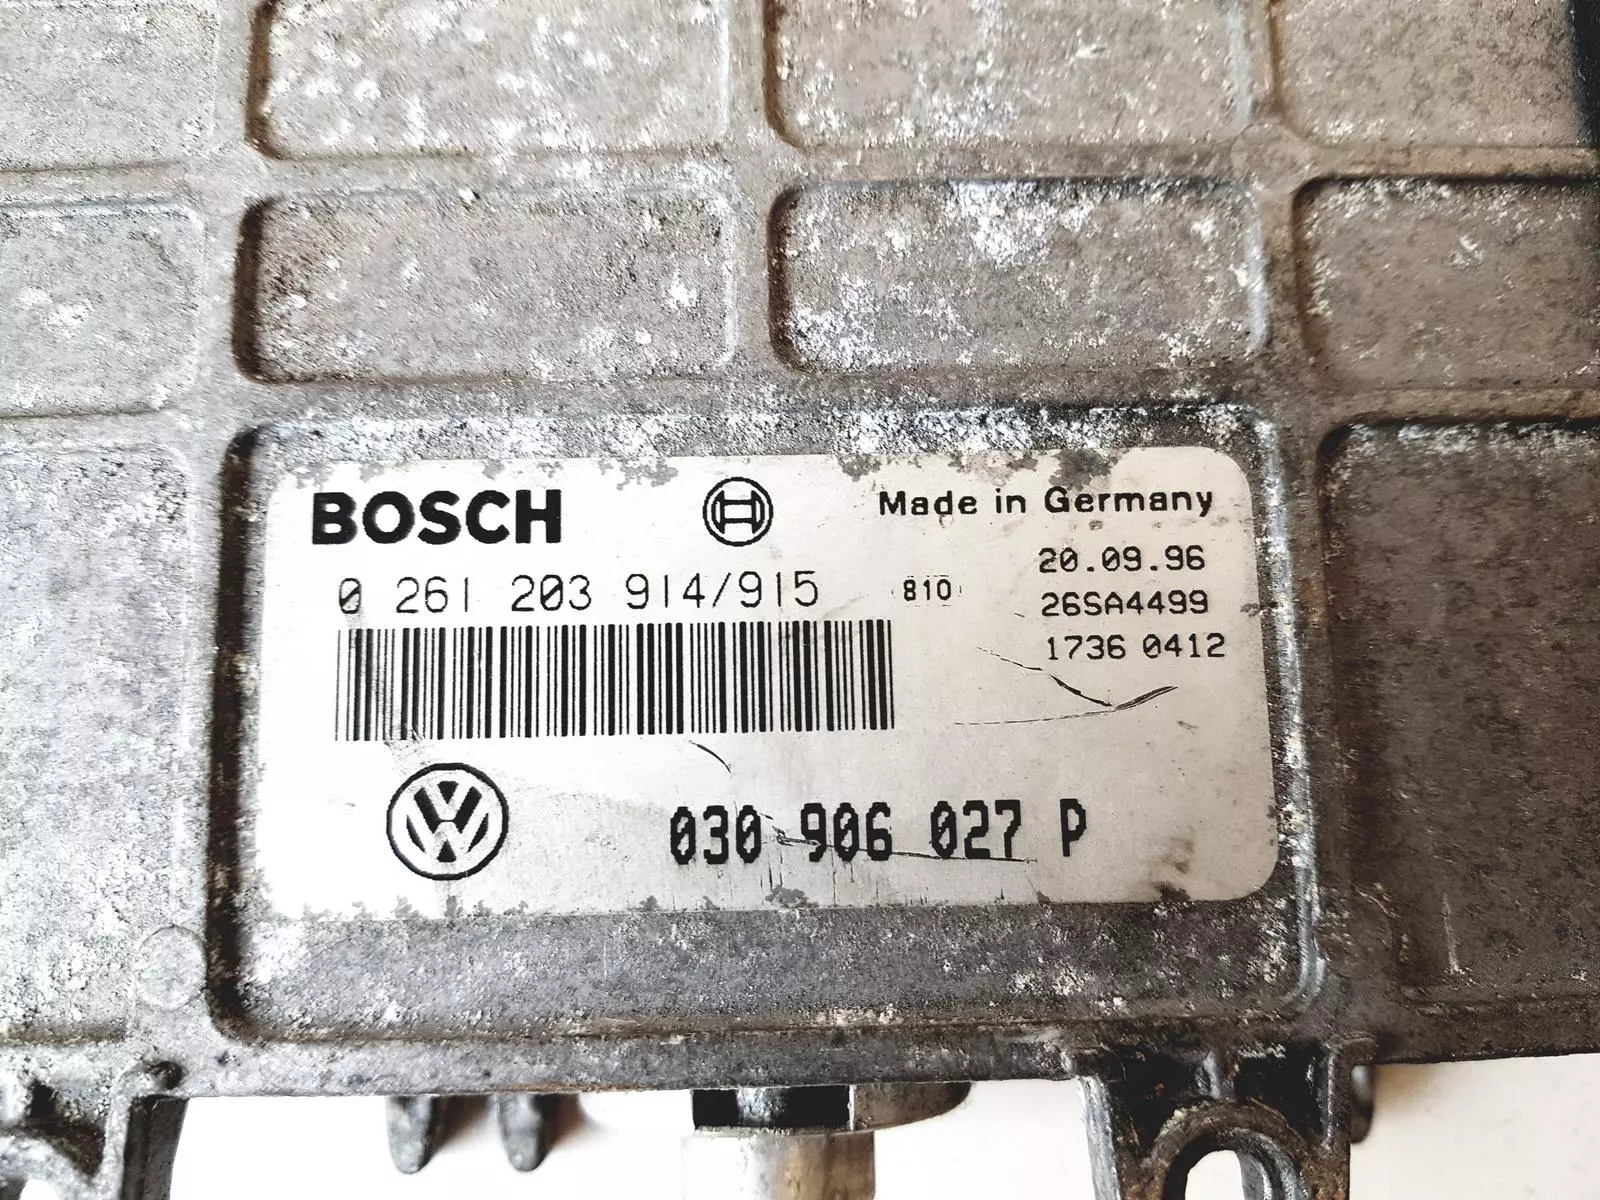 BOSCH
Made in Germany
20.09.96
0 261 203 914/915
810
26SA4499
1736 0412
030 906 027 P